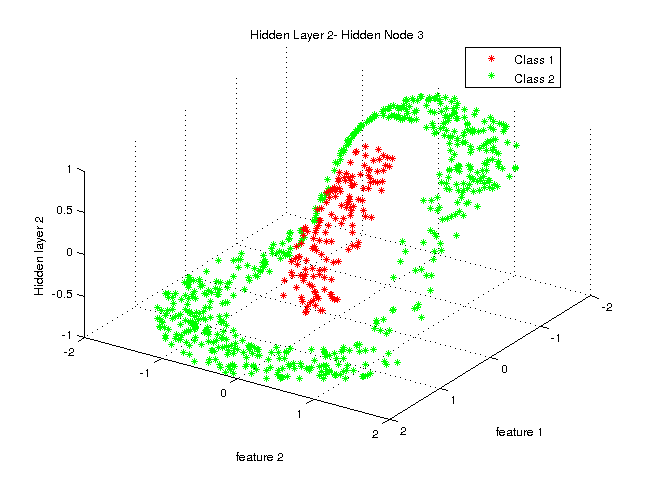 Hidden Layer 2- Hidden Node 3
Class 1
Class 2
1
0.5
0
-0.5
-1
Hidden layer 2
-2
-1
0
1
2
feature 2
2
1
0
-1
-2
feature 1